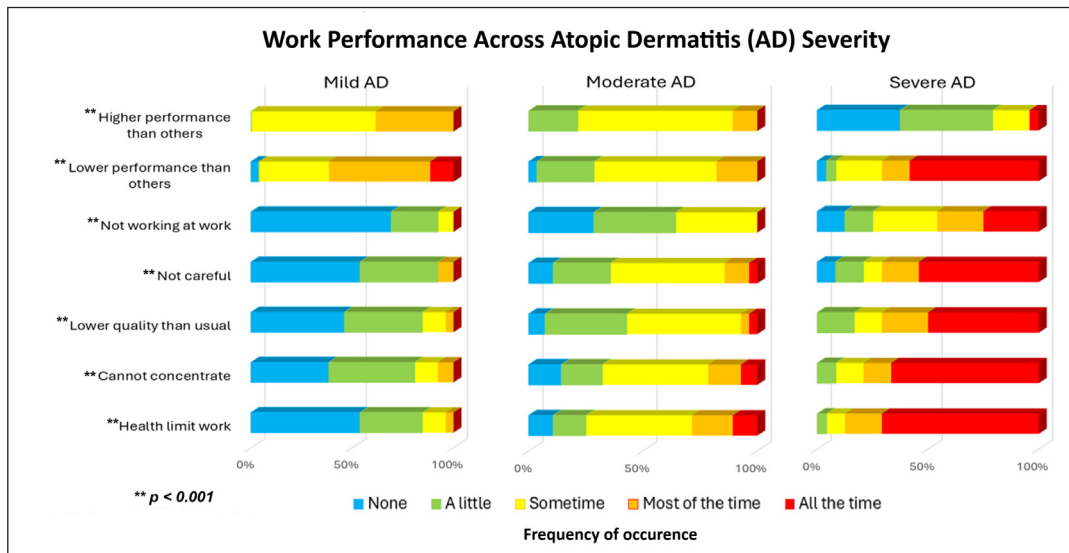 Work Performance Across Atopic Dermatitis (AD) Severity
Mild AD
Moderate AD
Severe AD
** Higher performance
than others
** Lower performance than
others
** Not working at work
** Not careful
** Lower quality than usual
** Cannot concentrate
** Health limit work
0% 50% 100%
0% 50% 100%
0% 50% 100%
** p < 0.001
None A little Sometime Most of the time All the time
Frequency of occurence